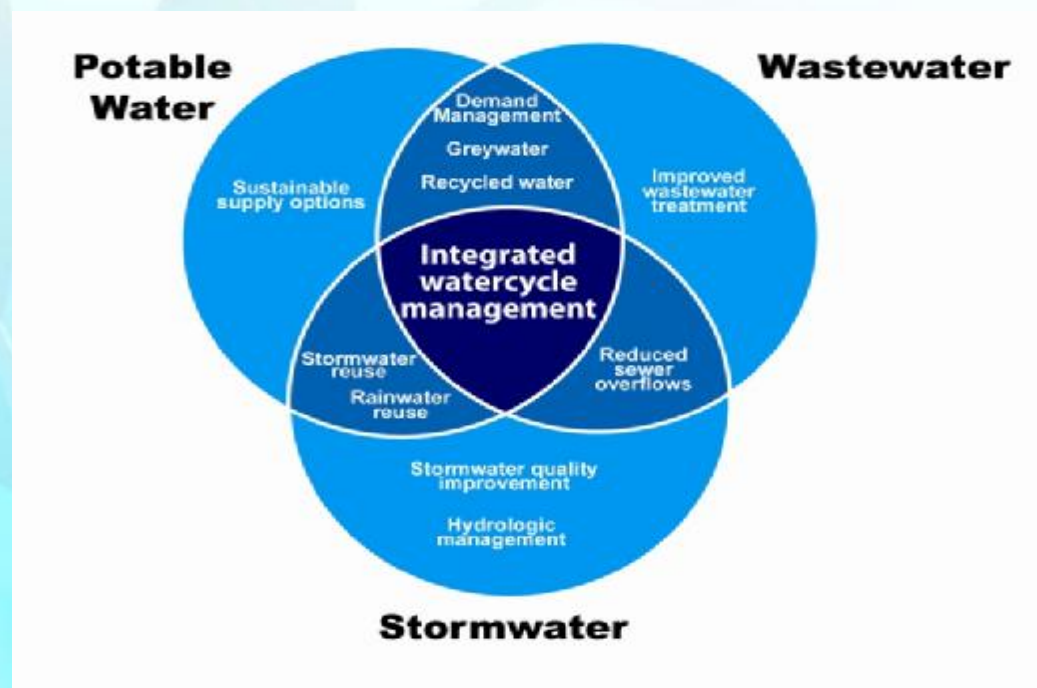 Potable
Water
Wastewater
Demand
Management
Greywater
Recycled water
Sustainable
supply options
Improved
wastewater
treatment
Integrated
watercycle
management
Stormwater
reuse
Rainwater
reuse
Reduced
sewer
overflows
Stormwater quality
improvement
Hydrologic
management
Stormwater